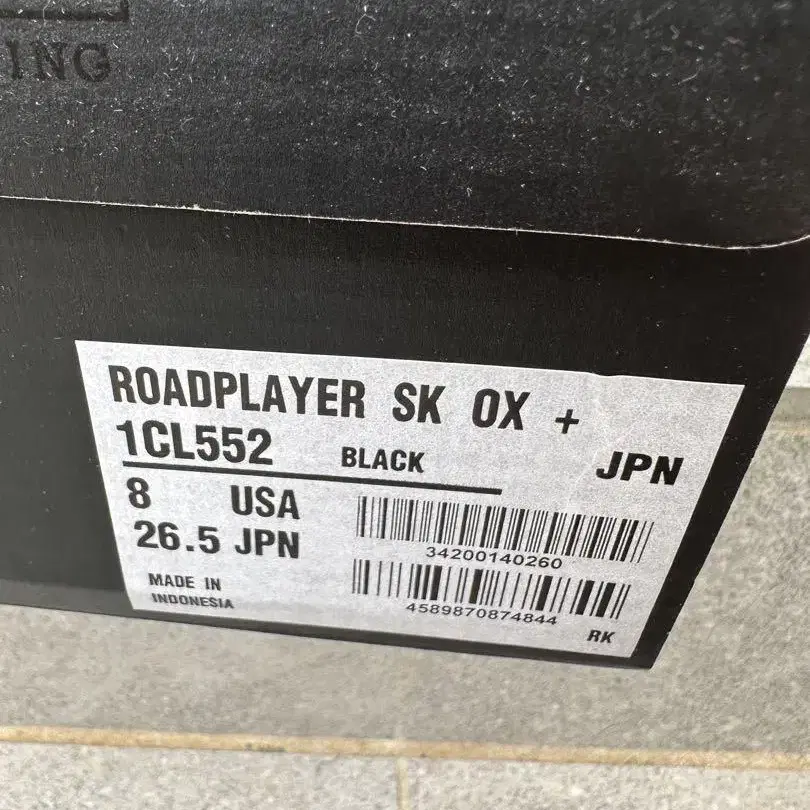 ING
ROADPLAYER SK OX +
1CL552 BLACK JPN
8 USA
26.5 JPN
34200140260
MADE IN
INDONESIA
4589870874844
RK